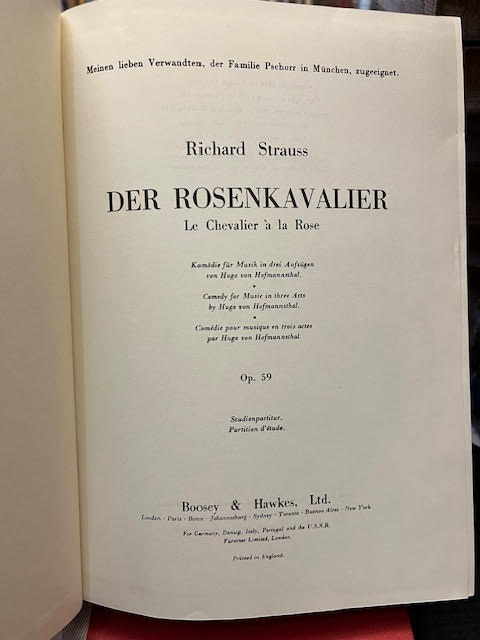 Meinen lieben Verwandten, der Familie Pschorr in München, zugeeignet.
Richard Strauss
DER ROSENKAVALIER
Le Chevalier à la Rose
Komödie für Musik in drei Aufzügen
von Hugo von Hofmannsthal.
Comedy for Music in three Acts
by Hugo von Hofmannsthal.
Comédie pour musique en trois actes
par Hugo von Hofmannsthal.
Op. 59
Studienpartitur.
Partition d'étude.
Boosey & Hawkes, Ltd.
London · Paris · Bonn · Johannesburg · Sydney · Toronto · Buenos Aires · New York
For Germany, Danzig, Italy, Portugal and the U.S.S.R.
Fürstner Limited, London.
Printed in England.